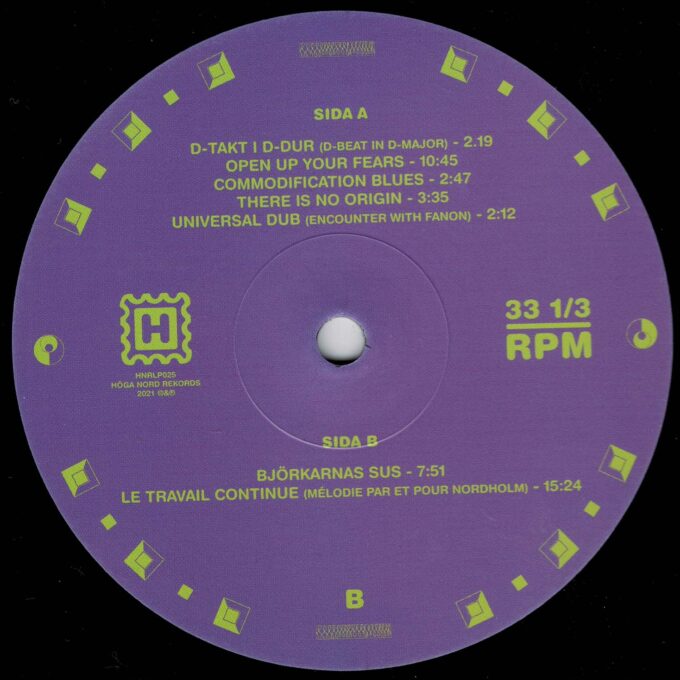 SIDA A
D-TAKT I D-DUR (D-BEAT IN D-MAJOR) - 2.19
OPEN UP YOUR FEARS - 10:45
COMMODIFICATION BLUES - 2:47
THERE IS NO ORIGIN - 3:35
UNIVERSAL DUB (ENCOUNTER WITH FANON) - 2:12
H
HNRLP025
HÖGA NORD REKORDS
2021 ©&℗
33 1/3
RPM
SIDA B
BJÖRKARNAS SUS - 7:51
LE TRAVAIL CONTINUE (MÉLODIE PAR ET POUR NORDHOLM) - 15:24
B